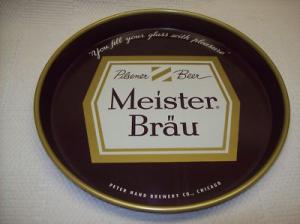 "You fill your glass with pleasure"
Pilsener Beer
Meister
Bräu
PETER HAND BREWERY CO., CHICAGO